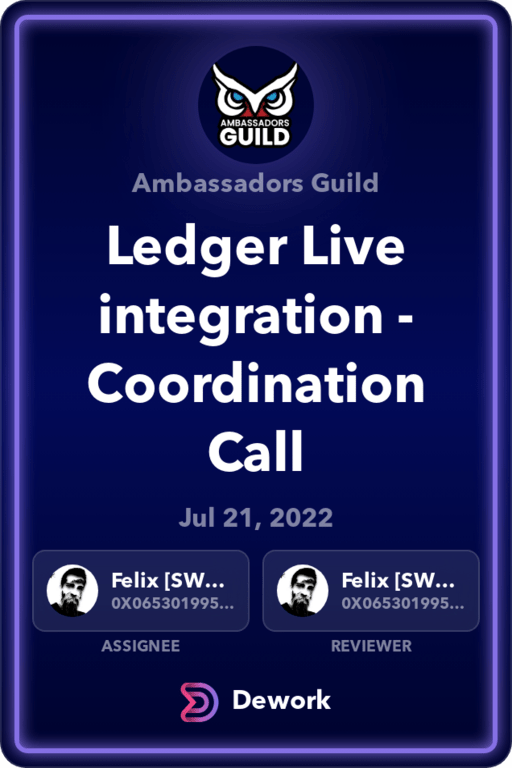 AMBASSADORS
GUILD
Ambassadors Guild
Ledger Live
integration -
Coordination
Call
Jul 21, 2022
Felix [SW... Felix [SW...
0X065301995... 0X065301995...
ASSIGNEE REVIEWER
Dework